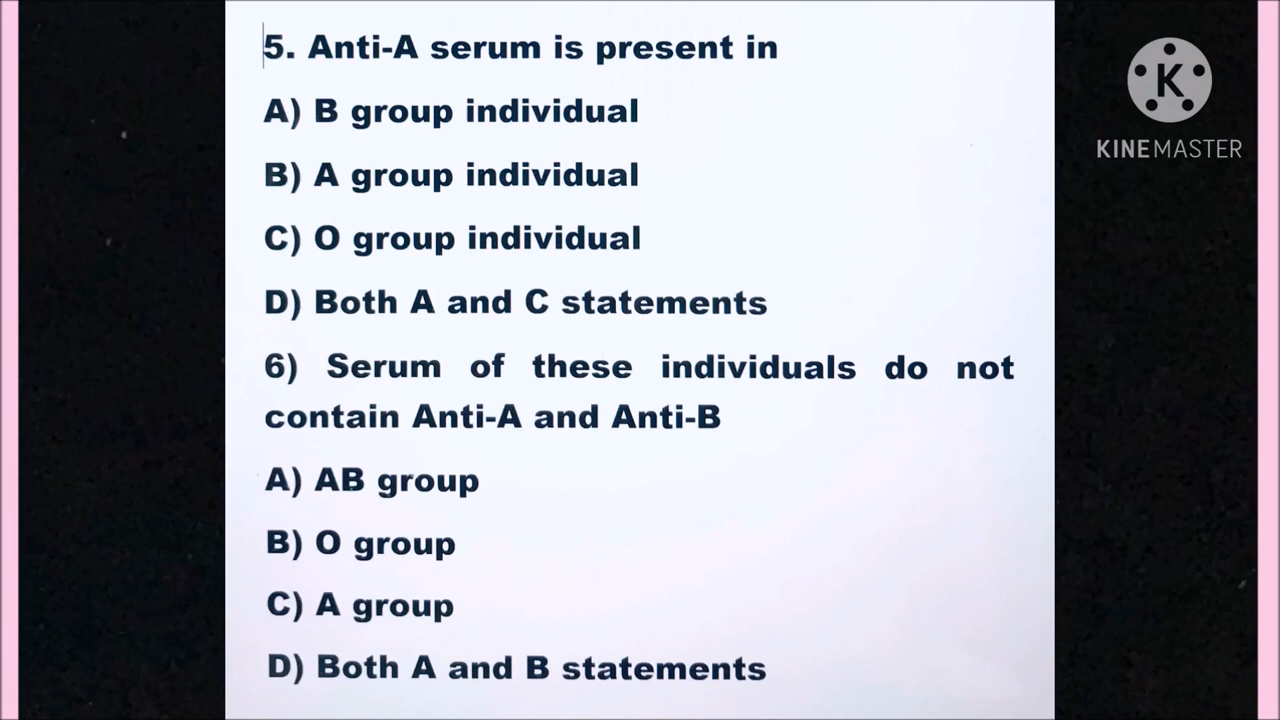 5. Anti-A serum is present in
A) B group individual
B) A group individual
C) O group individual
D) Both A and C statements
6) Serum of these individuals do not
contain Anti-A and Anti-B
A) AB group
B) O group
C) A group
D) Both A and B statements
K
KINEMASTER